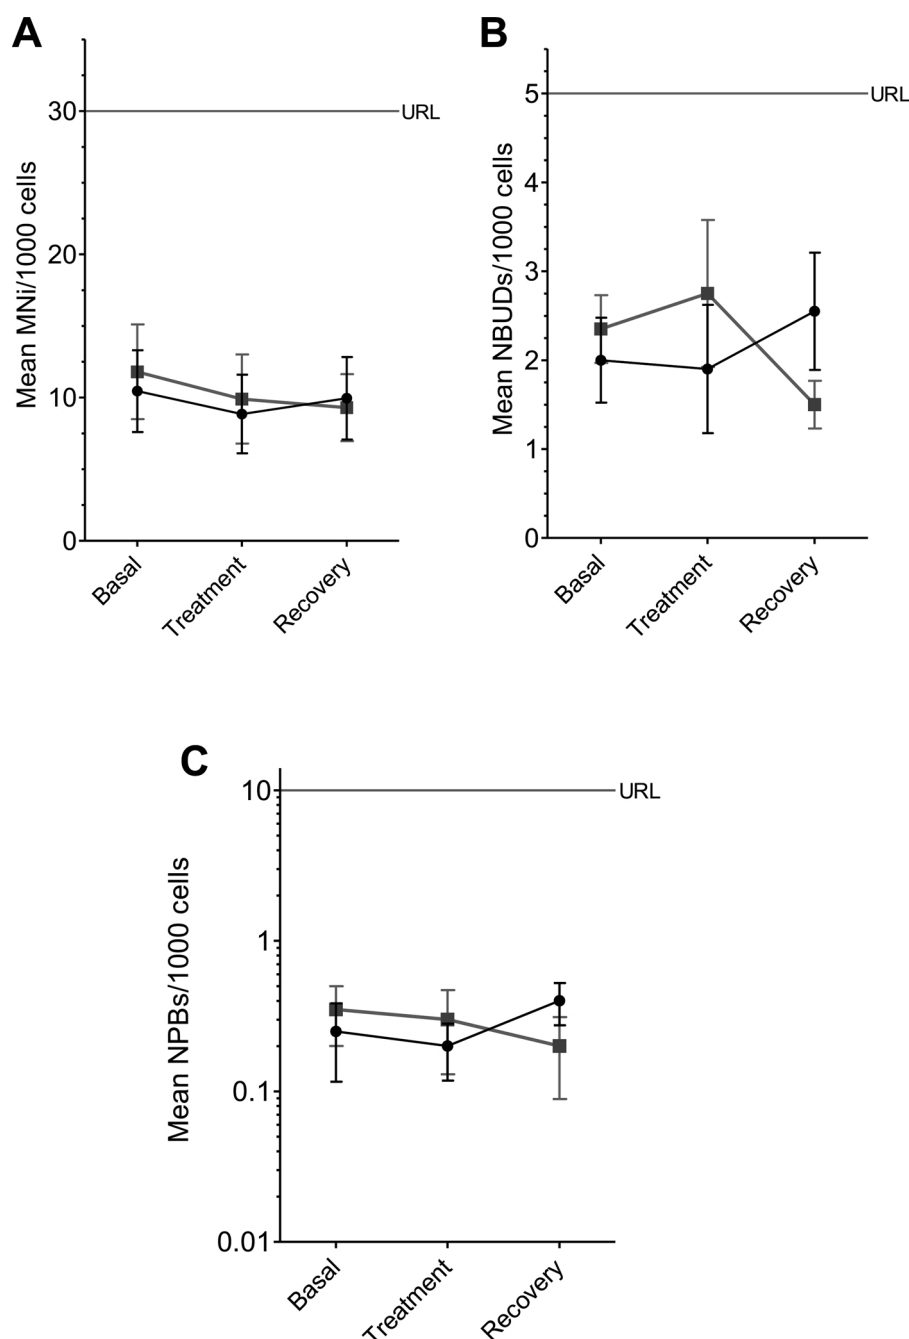 A
Mean MNi/1000 cells
30
20
10
0
URL
Basal
Treatment
Recovery
B
Mean NBUDs/1000 cells
5
4
3
2
1
0
URL
Basal
Treatment
Recovery
C
Mean NPBs/1000 cells
10
1
0.1
0.01
URL
Basal
Treatment
Recovery